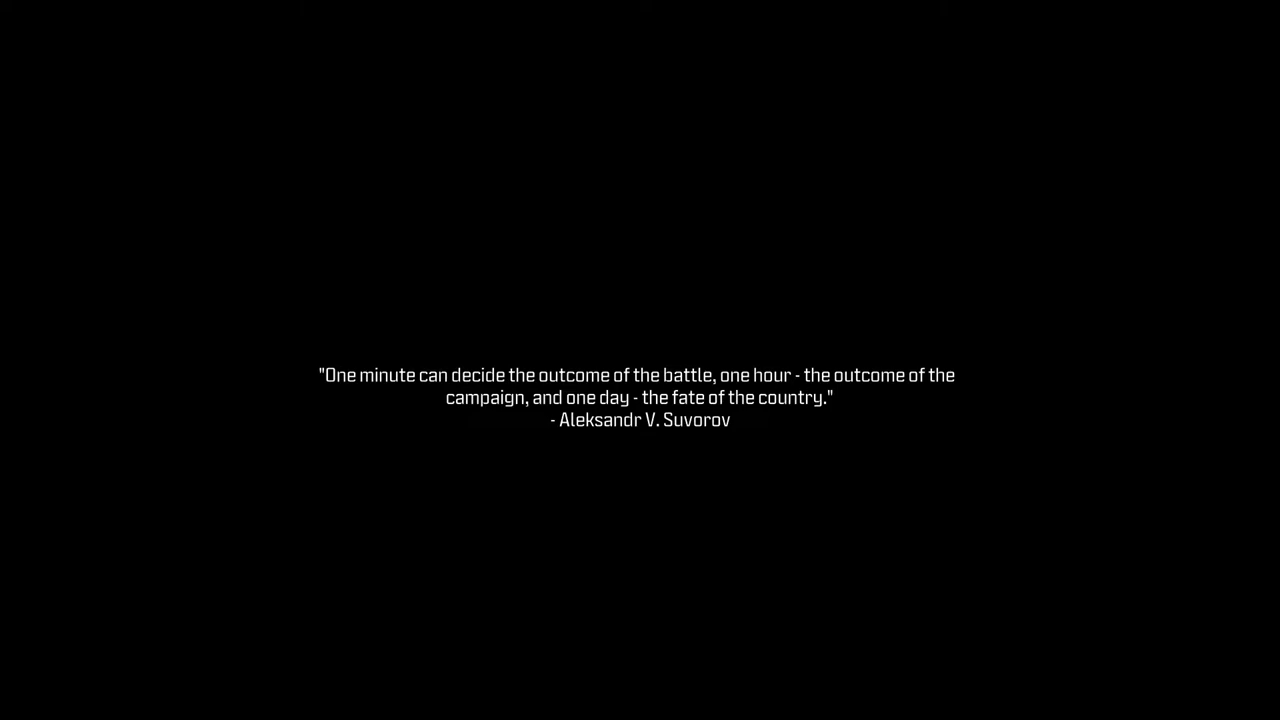 "One minute can decide the outcome of the battle, one hour - the outcome of the
campaign, and one day - the fate of the country."
- Aleksandr V. Suvorov